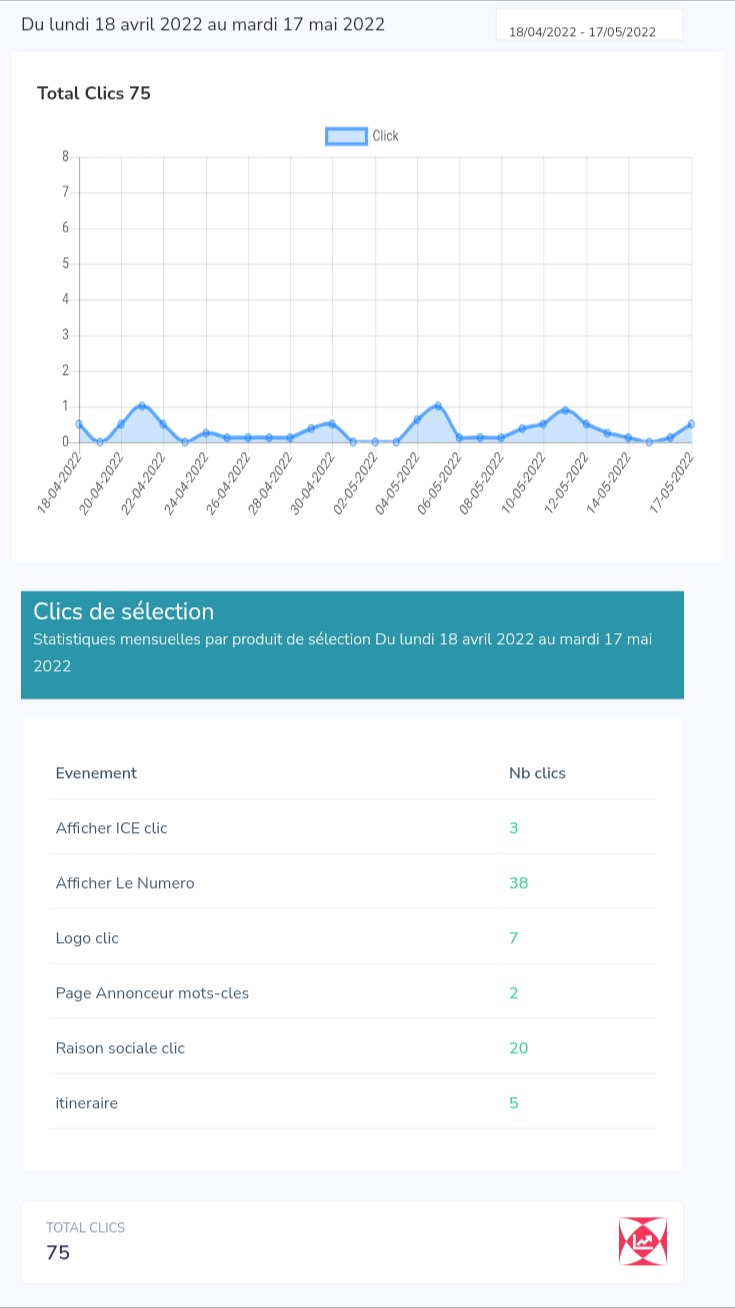 Du lundi 18 avril 2022 au mardi 17 mai 2022
18/04/2022 - 17/05/2022
Total Clics 75
Click
8
7
6
5
4
3
2
1
0
18-04-2022
20-04-2022
22-04-2022
24-04-2022
26-04-2022
28-04-2022
30-04-2022
02-05-2022
04-05-2022
06-05-2022
08-05-2022
10-05-2022
12-05-2022
14-05-2022
17-05-2022
Clics de sélection
Statistiques mensuelles par produit de sélection Du lundi 18 avril 2022 au mardi 17 mai
2022
Evenement Nb clics
Afficher ICE clic 3
Afficher Le Numero 38
Logo clic 7
Page Annonceur mots-cles 2
Raison sociale clic 20
itineraire 5
TOTAL CLICS
75